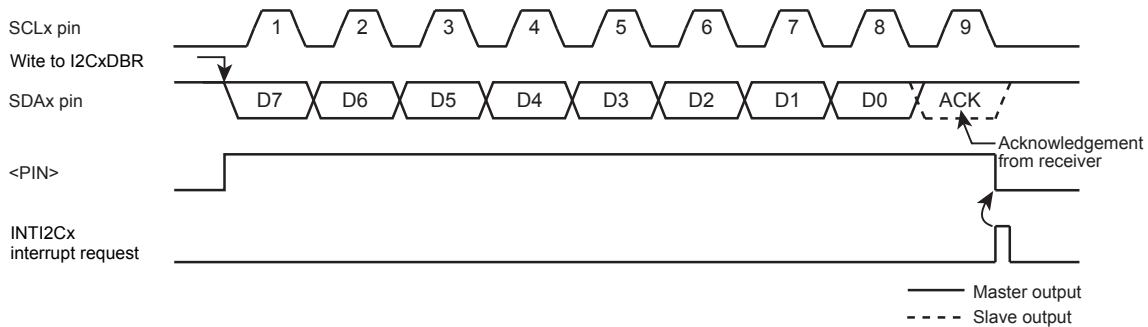 SCLx pin
1 2 3 4 5 6 7 8 9
Wite to I2CxDBR
SDAx pin
D7 D6 D5 D4 D3 D2 D1 D0 ACK
Acknowledgement
from receiver
<PIN>
INTI2Cx
interrupt request
Master output
Slave output